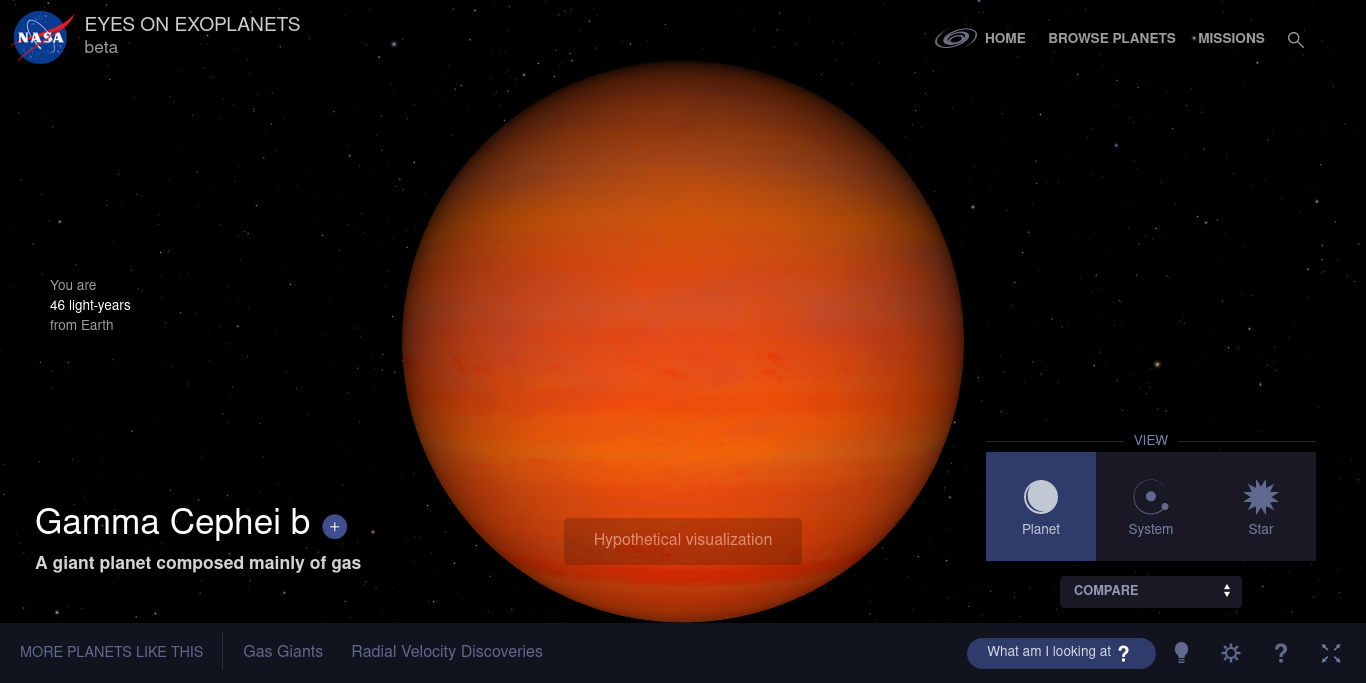 NASA
EYES ON EXOPLANETS
beta
HOME
BROWSE PLANETS
MISSIONS
You are
46 light-years
from Earth
VIEW
Planet
System
Star
Gamma Cephei b +
A giant planet composed mainly of gas
Hypothetical visualization
COMPARE
MORE PLANETS LIKE THIS
Gas Giants
Radial Velocity Discoveries
What am I looking at ?
?